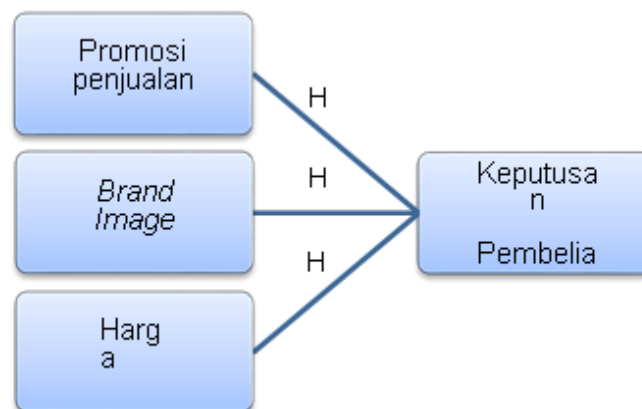 Promosi
penjualan
H
Brand
Image
H
Keputusa
n
Pembelia
H
Harg
a